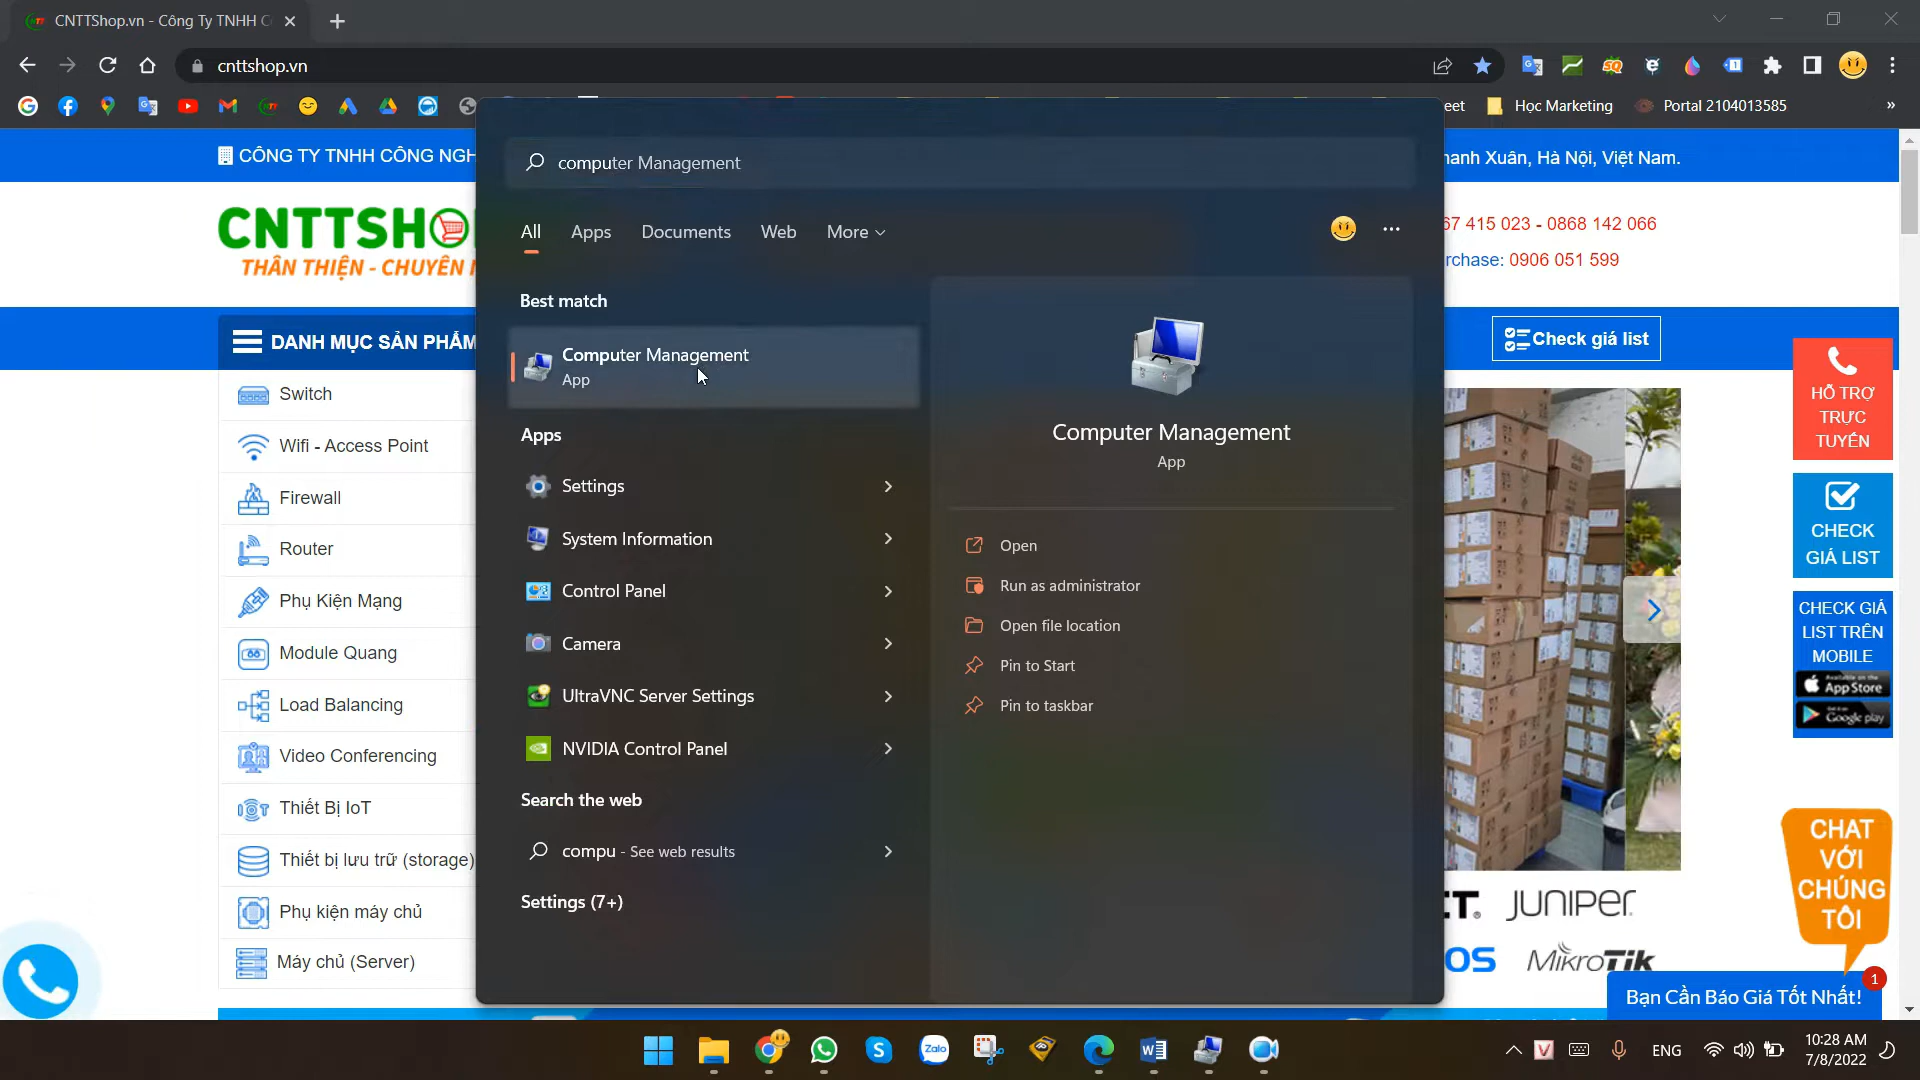 CNTTShop.vn - Công Ty TNHH C
cnttshop.vn
eet
Học Marketing
Portal 2104013585
CÔNG TY TNHH CÔNG NGH
hanh Xuân, Hà Nội, Việt Nam.
CNTTSHO
THÂN THIỆN - CHUYÊN
67 415 023 - 0868 142 066
rchase: 0906 051 599
DANH MỤC SẢN PHẨM
Check giá list
Switch
Wifi - Access Point
Firewall
Router
Phụ Kiện Mạng
Module Quang
Load Balancing
Video Conferencing
Thiết Bị IoT
Thiết bị lưu trữ (storage)
Phụ kiện máy chủ
Máy chủ (Server)
computer Management
All
Apps
Documents
Web
More
Best match
Computer Management
App
Apps
Settings
System Information
Control Panel
Camera
UltraVNC Server Settings
NVIDIA Control Panel
Search the web
compu - See web results
Settings (7+)
Computer Management
App
Open
Run as administrator
Open file location
Pin to Start
Pin to taskbar
HỖ TRỢ
TRỰC
TUYẾN
CHECK
GIÁ LIST
CHECK GIÁ
LIST TRÊN
MOBILE
Available on the
App Store
Google play
CHAT
VỚI
CHÚNG
TÔI
T.
JUNIPER
OS
MikroTik
1
Bạn Cần Báo Giá Tốt Nhất!
Zalo
ENG
10:28 AM
7/8/2022